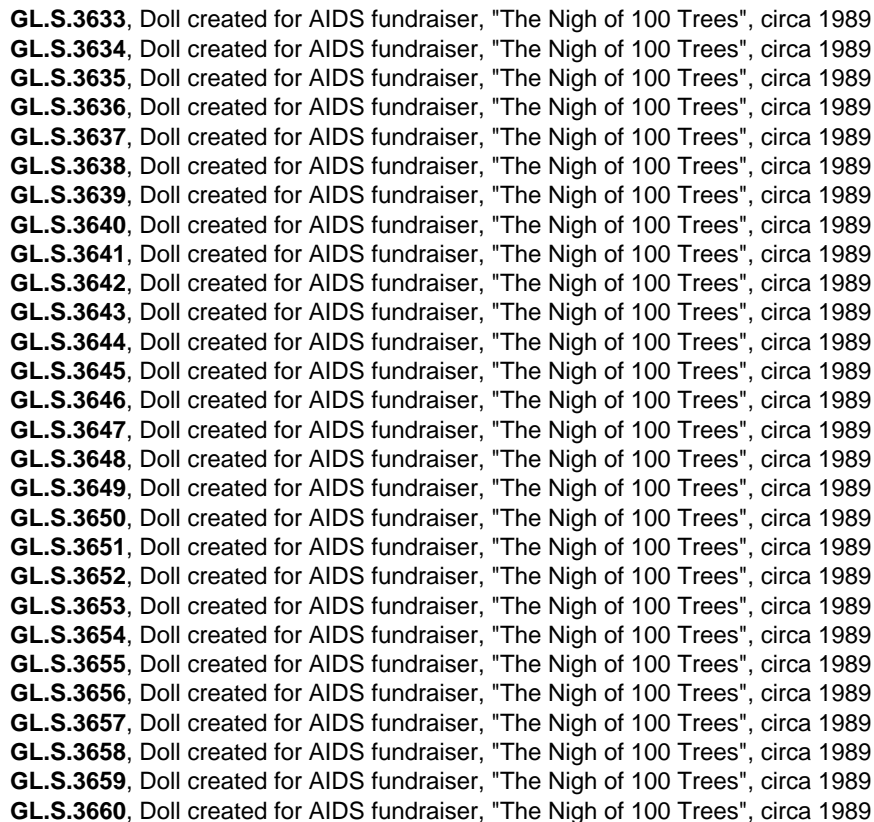 GL.S.3633, Doll created for AIDS fundraiser, "The Nigh of 100 Trees", circa 1989
GL.S.3634, Doll created for AIDS fundraiser, "The Nigh of 100 Trees", circa 1989
GL.S.3635, Doll created for AIDS fundraiser, "The Nigh of 100 Trees", circa 1989
GL.S.3636, Doll created for AIDS fundraiser, "The Nigh of 100 Trees", circa 1989
GL.S.3637, Doll created for AIDS fundraiser, "The Nigh of 100 Trees", circa 1989
GL.S.3638, Doll created for AIDS fundraiser, "The Nigh of 100 Trees", circa 1989
GL.S.3639, Doll created for AIDS fundraiser, "The Nigh of 100 Trees", circa 1989
GL.S.3640, Doll created for AIDS fundraiser, "The Nigh of 100 Trees", circa 1989
GL.S.3641, Doll created for AIDS fundraiser, "The Nigh of 100 Trees", circa 1989
GL.S.3642, Doll created for AIDS fundraiser, "The Nigh of 100 Trees", circa 1989
GL.S.3643, Doll created for AIDS fundraiser, "The Nigh of 100 Trees", circa 1989
GL.S.3644, Doll created for AIDS fundraiser, "The Nigh of 100 Trees", circa 1989
GL.S.3645, Doll created for AIDS fundraiser, "The Nigh of 100 Trees", circa 1989
GL.S.3646, Doll created for AIDS fundraiser, "The Nigh of 100 Trees", circa 1989
GL.S.3647, Doll created for AIDS fundraiser, "The Nigh of 100 Trees", circa 1989
GL.S.3648, Doll created for AIDS fundraiser, "The Nigh of 100 Trees", circa 1989
GL.S.3649, Doll created for AIDS fundraiser, "The Nigh of 100 Trees", circa 1989
GL.S.3650, Doll created for AIDS fundraiser, "The Nigh of 100 Trees", circa 1989
GL.S.3651, Doll created for AIDS fundraiser, "The Nigh of 100 Trees", circa 1989
GL.S.3652, Doll created for AIDS fundraiser, "The Nigh of 100 Trees", circa 1989
GL.S.3653, Doll created for AIDS fundraiser, "The Nigh of 100 Trees", circa 1989
GL.S.3654, Doll created for AIDS fundraiser, "The Nigh of 100 Trees", circa 1989
GL.S.3655, Doll created for AIDS fundraiser, "The Nigh of 100 Trees", circa 1989
GL.S.3656, Doll created for AIDS fundraiser, "The Nigh of 100 Trees", circa 1989
GL.S.3657, Doll created for AIDS fundraiser, "The Nigh of 100 Trees", circa 1989
GL.S.3658, Doll created for AIDS fundraiser, "The Nigh of 100 Trees", circa 1989
GL.S.3659, Doll created for AIDS fundraiser, "The Nigh of 100 Trees", circa 1989
GL.S.3660, Doll created for AIDS fundraiser, "The Nigh of 100 Trees", circa 1989